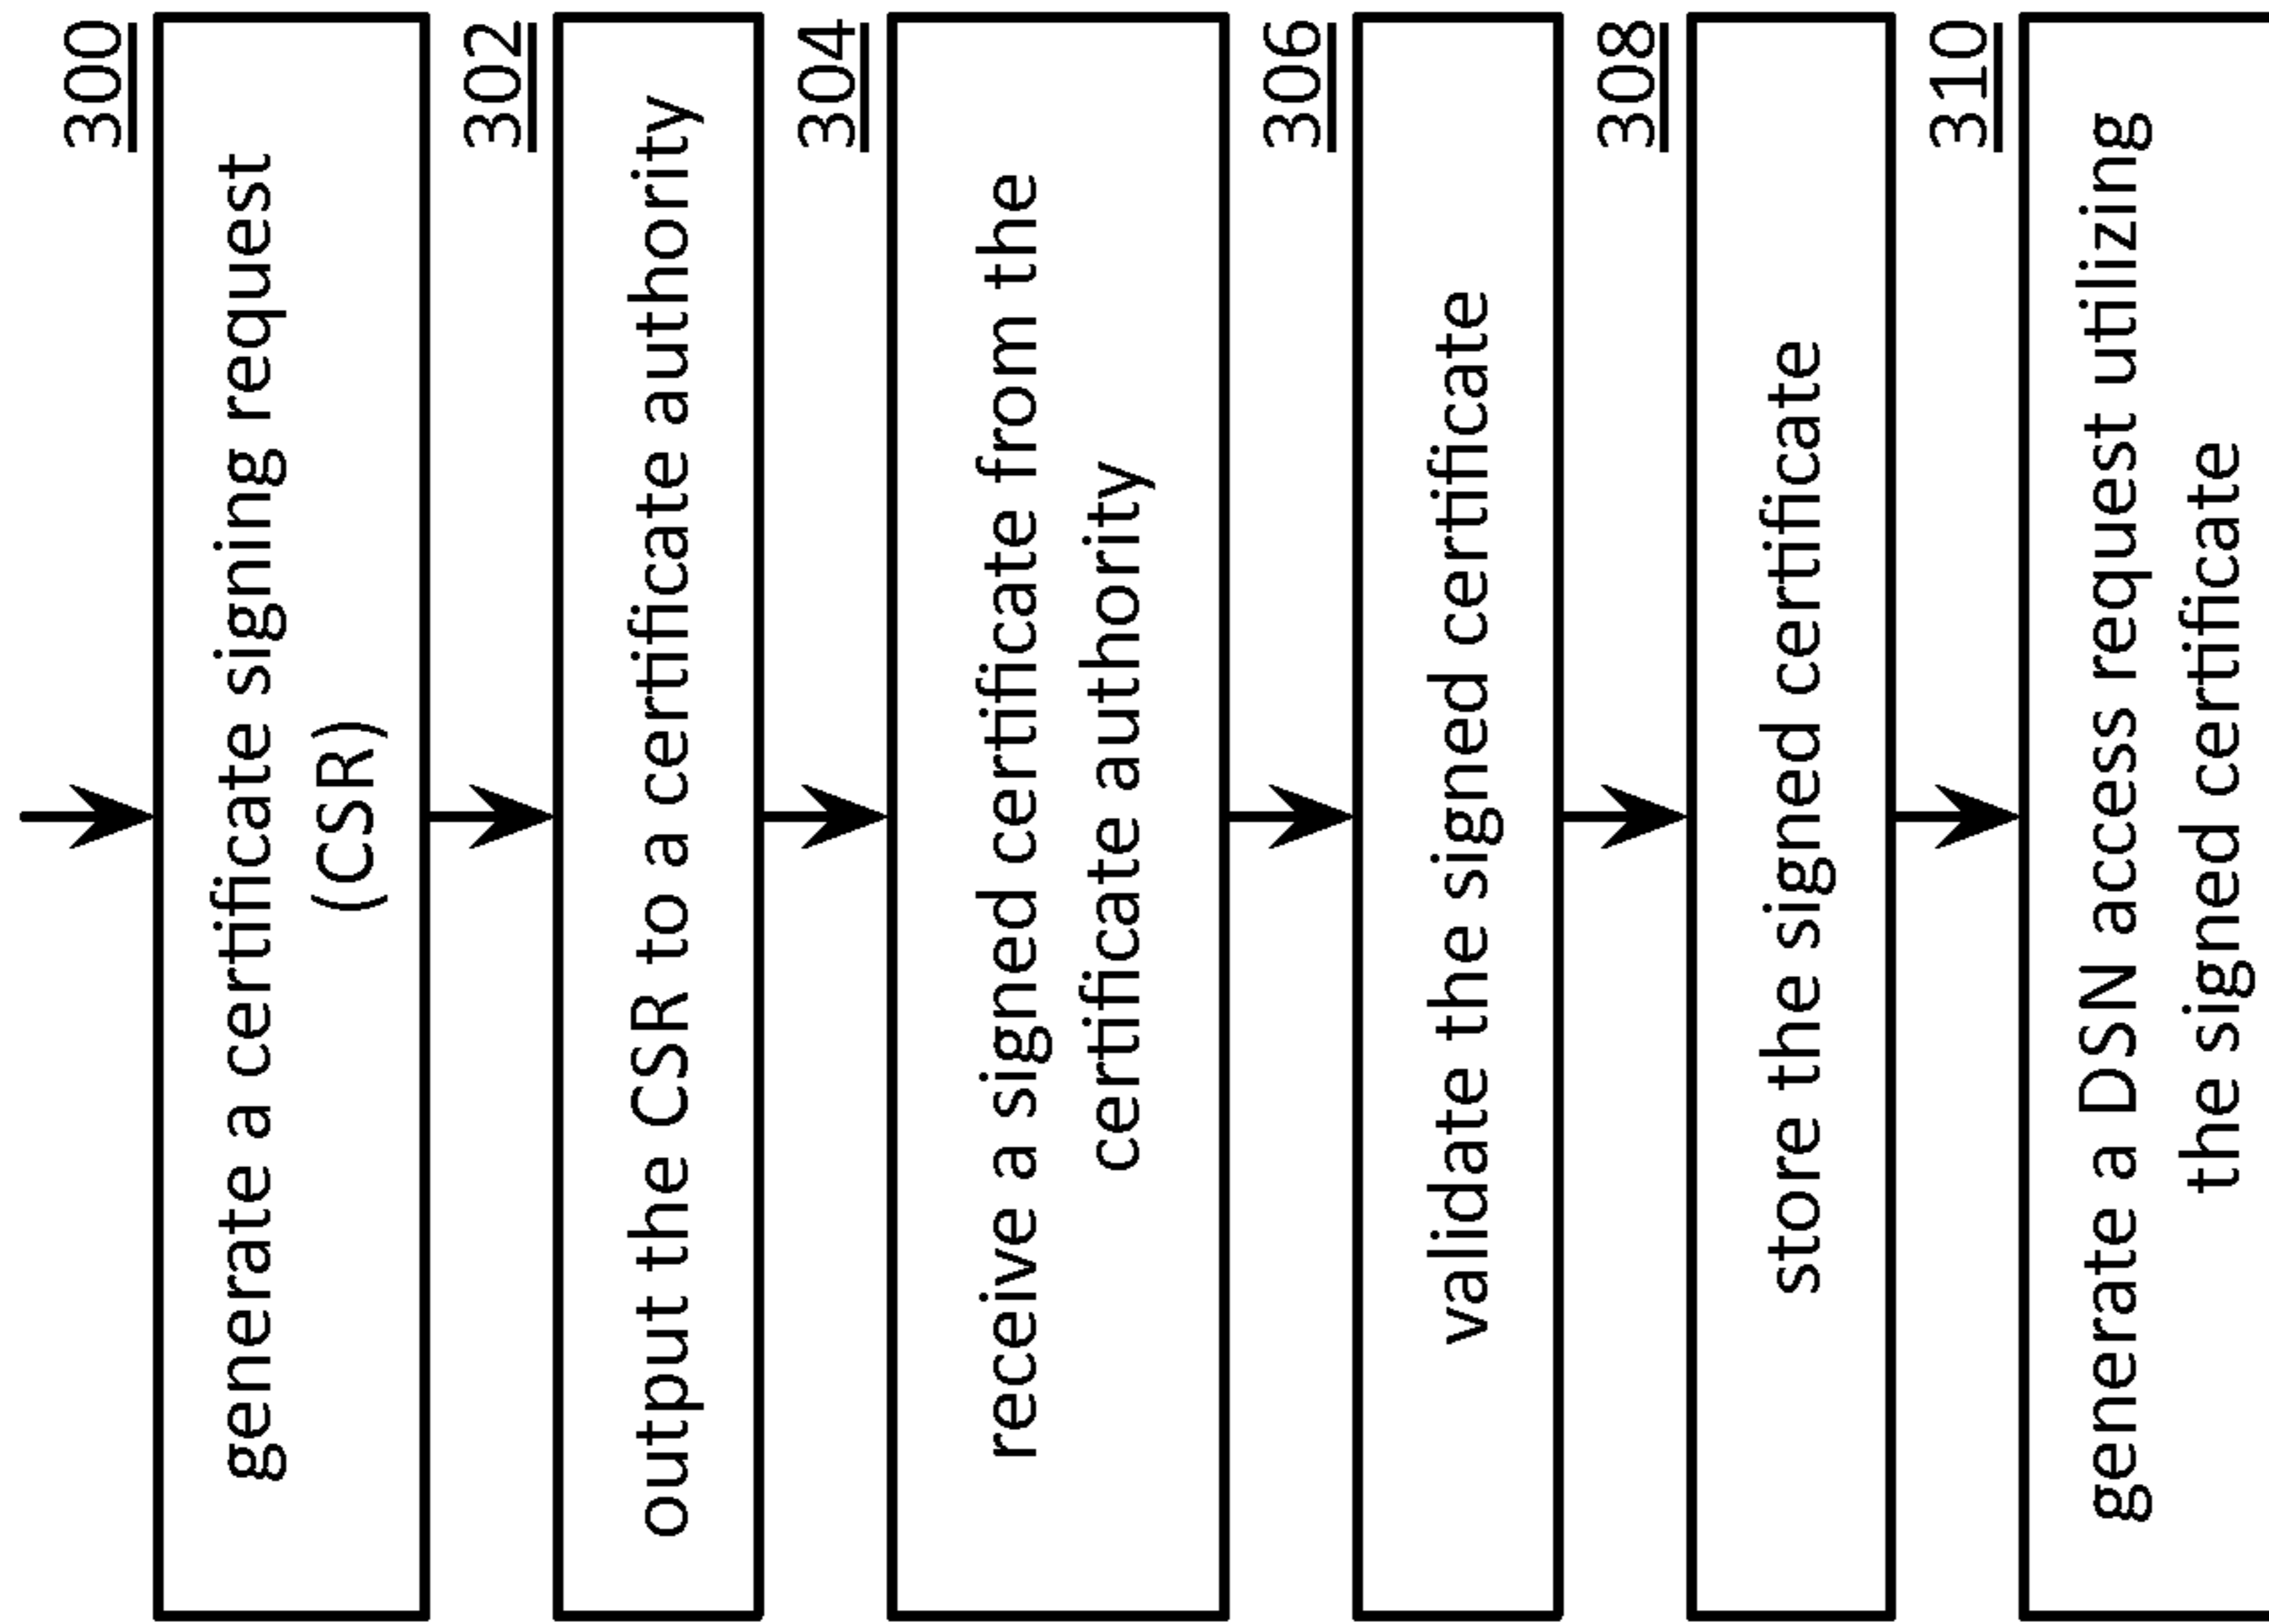 300
generate a certificate signing request
(CSR)
302
output the CSR to a certificate authority
304
receive a signed certificate from the
certificate authority
306
validate the signed certificate
308
store the signed certificate
310
generate a DSN access request utilizing
the signed certificate